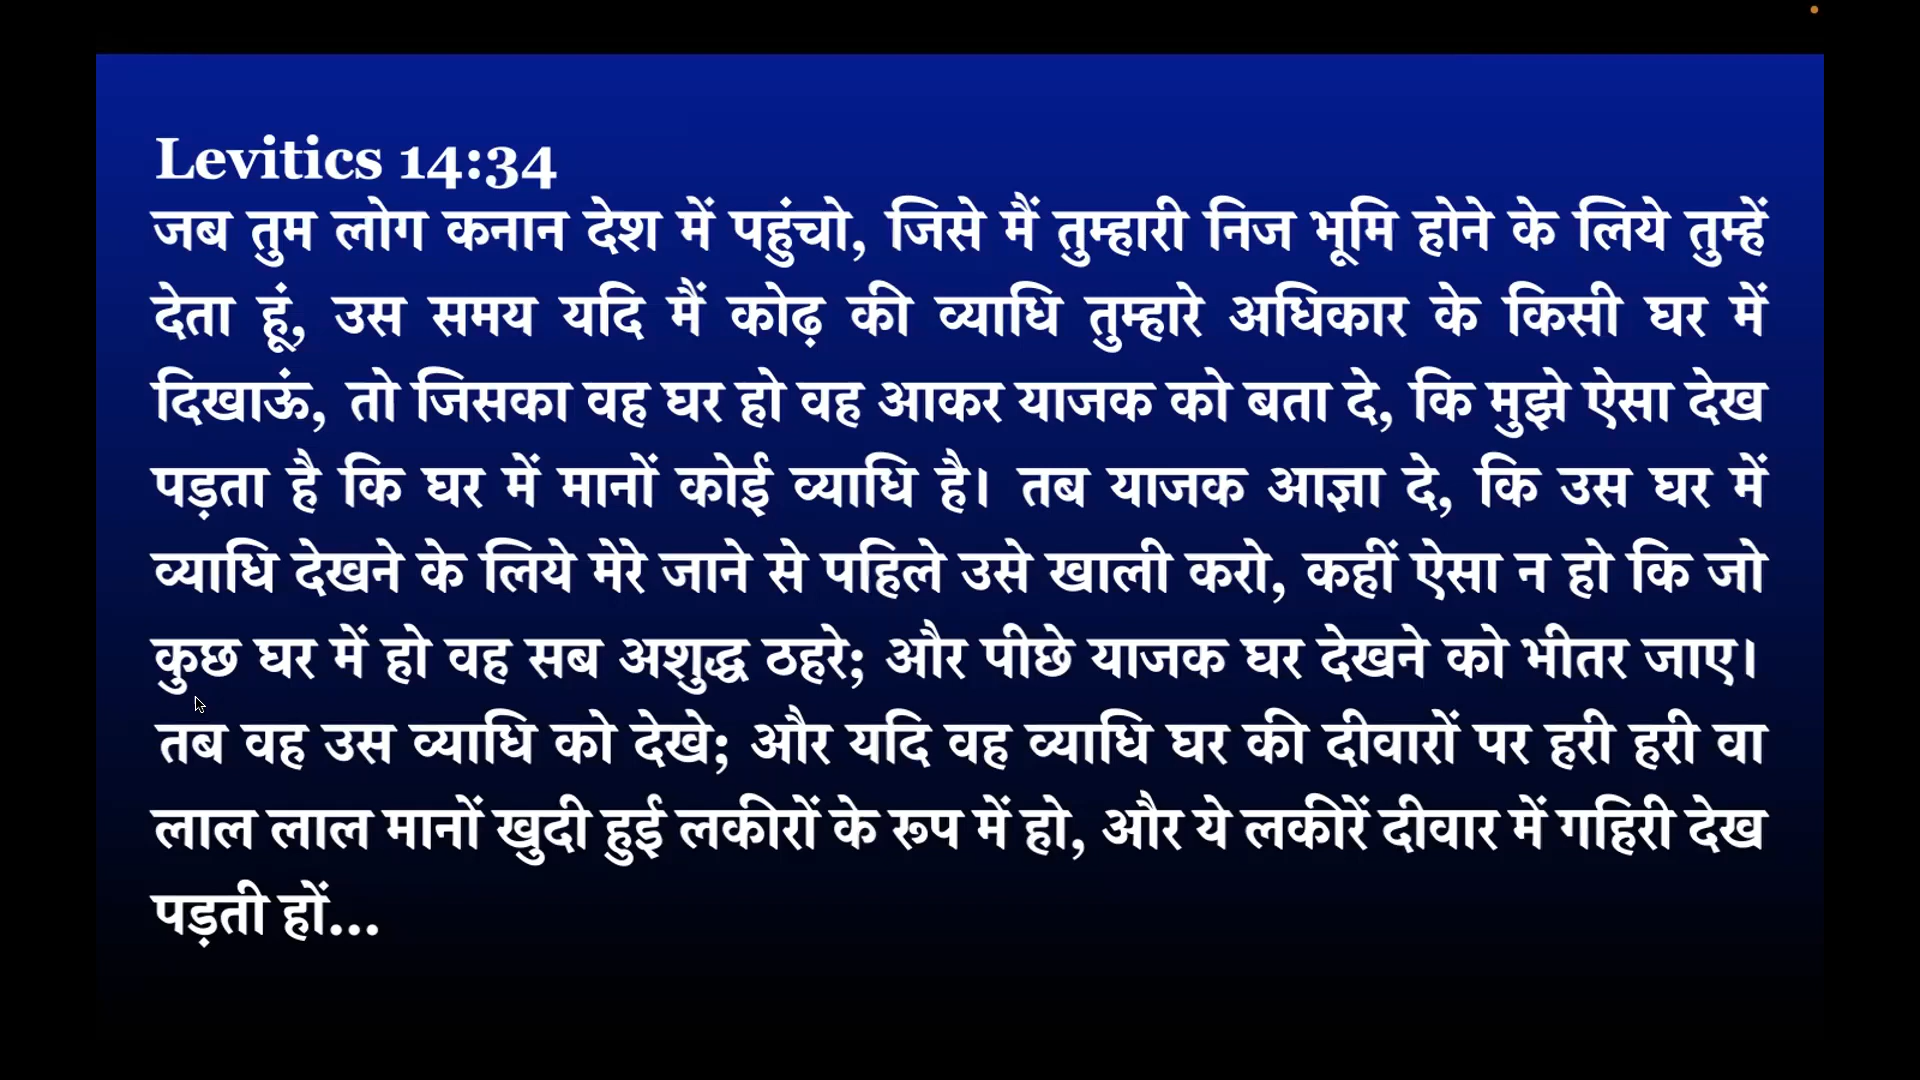 Levitics 14:34
जब तुम लोग कनान देश में पहुंचो, जिसे मैं तुम्हारी निज भूमि होने के लिये तुम्हें
देता हूं, उस समय यदि मैं कोढ़ की व्याधि तुम्हारे अधिकार के किसी घर में
दिखाऊं, तो जिसका वह घर हो वह आकर याजक को बता दे, कि मुझे ऐसा देख
पड़ता है कि घर में मानों कोई व्याधि है। तब याजक आज्ञा दे, कि उस घर में
व्याधि देखने के लिये मेरे जाने से पहिले उसे खाली करो, कहीं ऐसा न हो कि जो
कुछ घर में हो वह सब अशुद्ध ठहरे; और पीछे याजक घर देखने को भीतर जाए।
तब वह उस व्याधि को देखे; और यदि वह व्याधि घर की दीवारों पर हरी हरी वा
लाल लाल मानों खुदी हुई लकीरों के रूप में हो, और ये लकीरें दीवार में गहिरी देख
पड़ती हों...